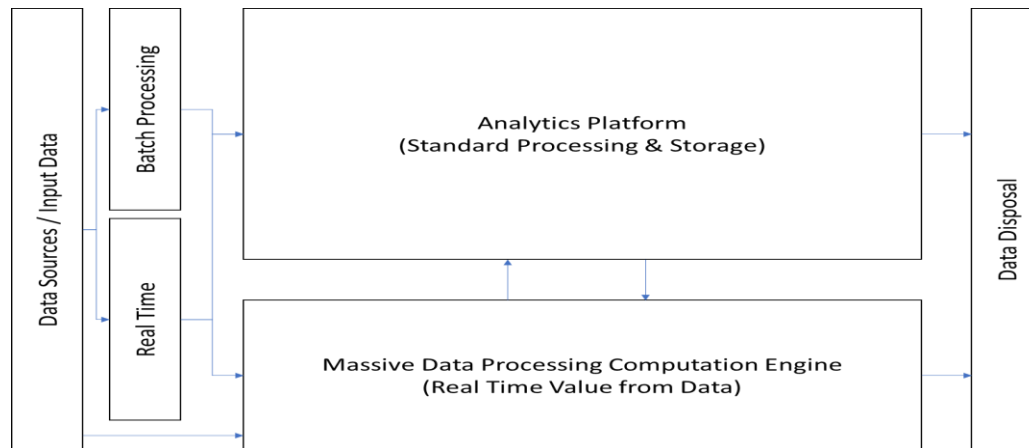 Data Sources / Input Data
Batch Processing
Real Time
Analytics Platform
(Standard Processing & Storage)
Massive Data Processing Computation Engine
(Real Time Value from Data)
Data Disposal